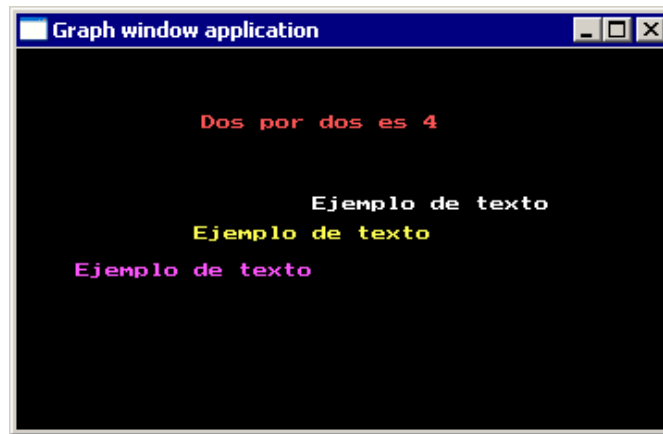 Graph window application
Dos por dos es 4
Ejemplo de texto
Ejemplo de texto
Ejemplo de texto